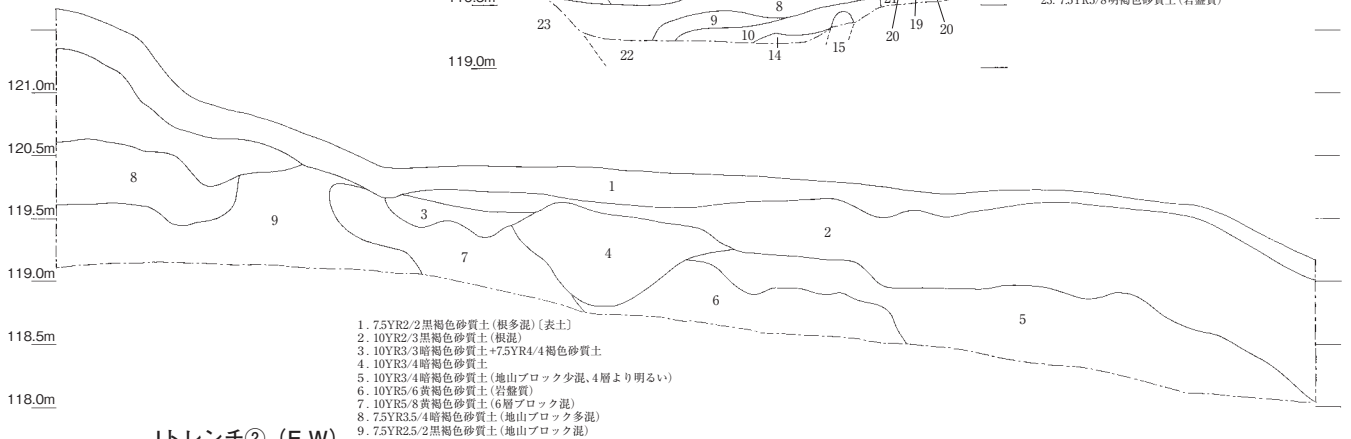 8
9
10
23
22
14
15
20
19
20
119.0m
121.0m
120.5m
119.5m
119.0m
118.5m
118.0m
1
8
3
2
9
7
4
6
5
1. 7.5YR2/2黒褐色砂質土(根多混)〔表土〕
2. 10YR2/3黒褐色砂質土(根混)
3. 10YR3/3暗褐色砂質土+7.5YR4/4褐色砂質土
4. 10YR3/4暗褐色砂質土
5. 10YR3/4暗褐色砂質土(地山ブロック少混、4層より明るい)
6. 10YR5/6黄褐色砂質土(岩盤質)
7. 10YR5/8黄褐色砂質土(6層ブロック混)
8. 7.5YR3.5/4暗褐色砂質土(地山ブロック多混)
9. 7.5YR2.5/2黒褐色砂質土(地山ブロック混)
トレンチ② (E-W)